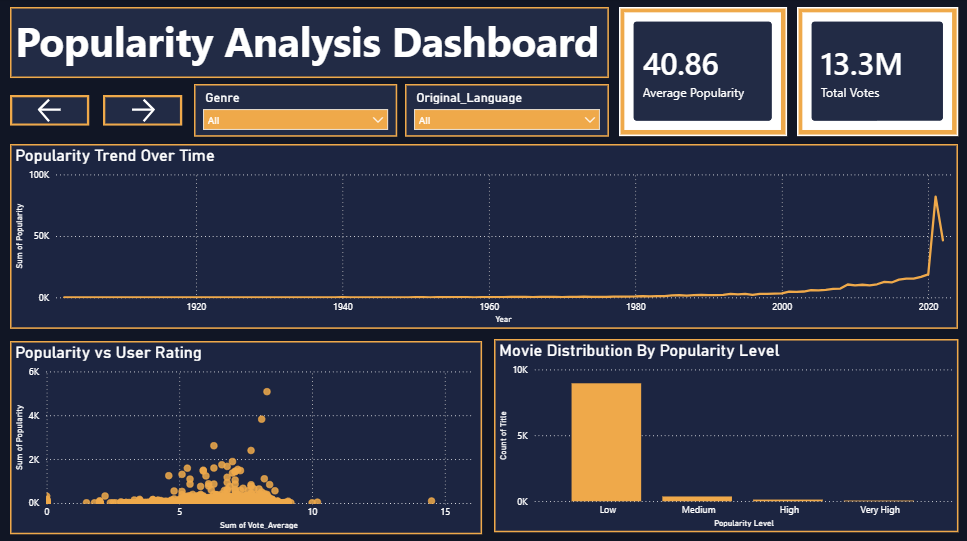 Popularity Analysis Dashboard
40.86
Average Popularity
13.3M
Total Votes
Genre
All
Original_Language
All
Popularity Trend Over Time
Sum of Popularity
100K
50K
0K
1920 1940 1960 1980 2000 2020
Year
Popularity vs User Rating
Sum of Popularity
6K
4K
2K
0K
0 5 10 15
Sum of Vote_Average
Movie Distribution By Popularity Level
Count of Title
10K
5K
0K
Low Medium High Very High
Popularity Level